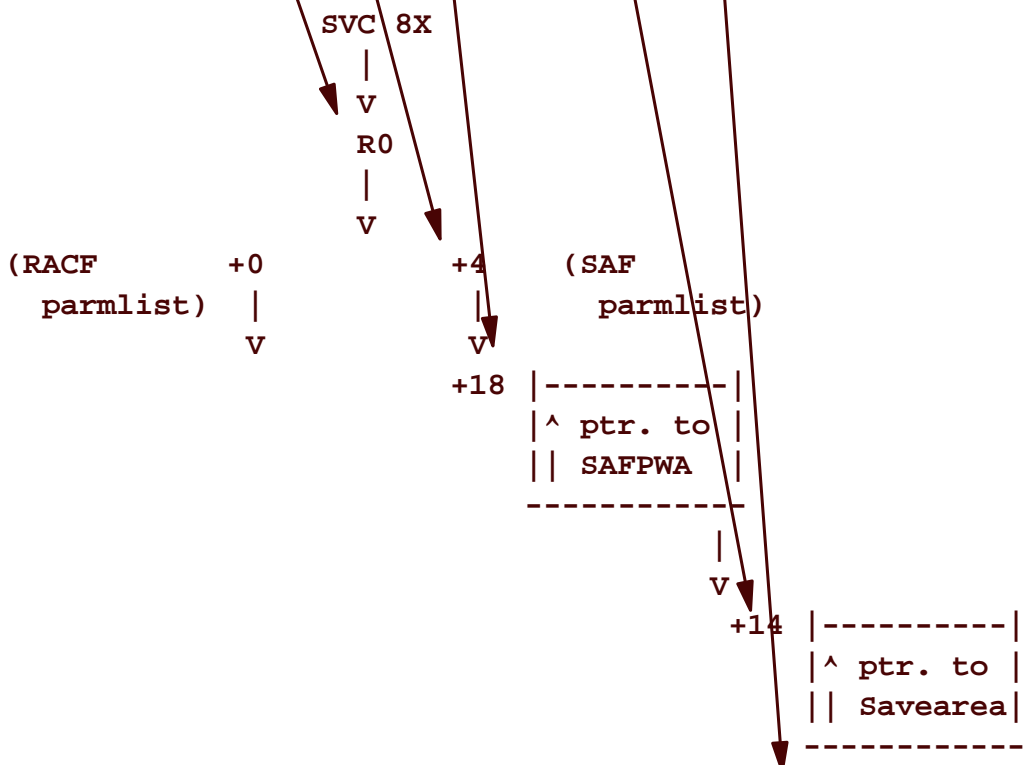 SVC 8X
|
V
R0
|
V
(RACF +0 +4 (SAF
parmlist) | | parmlist)
V V
+18 |----------|
|^ ptr. to |
|| SAFPWA |
------------
|
V
+14 |----------|
|^ ptr. to |
|| Savearea|
------------